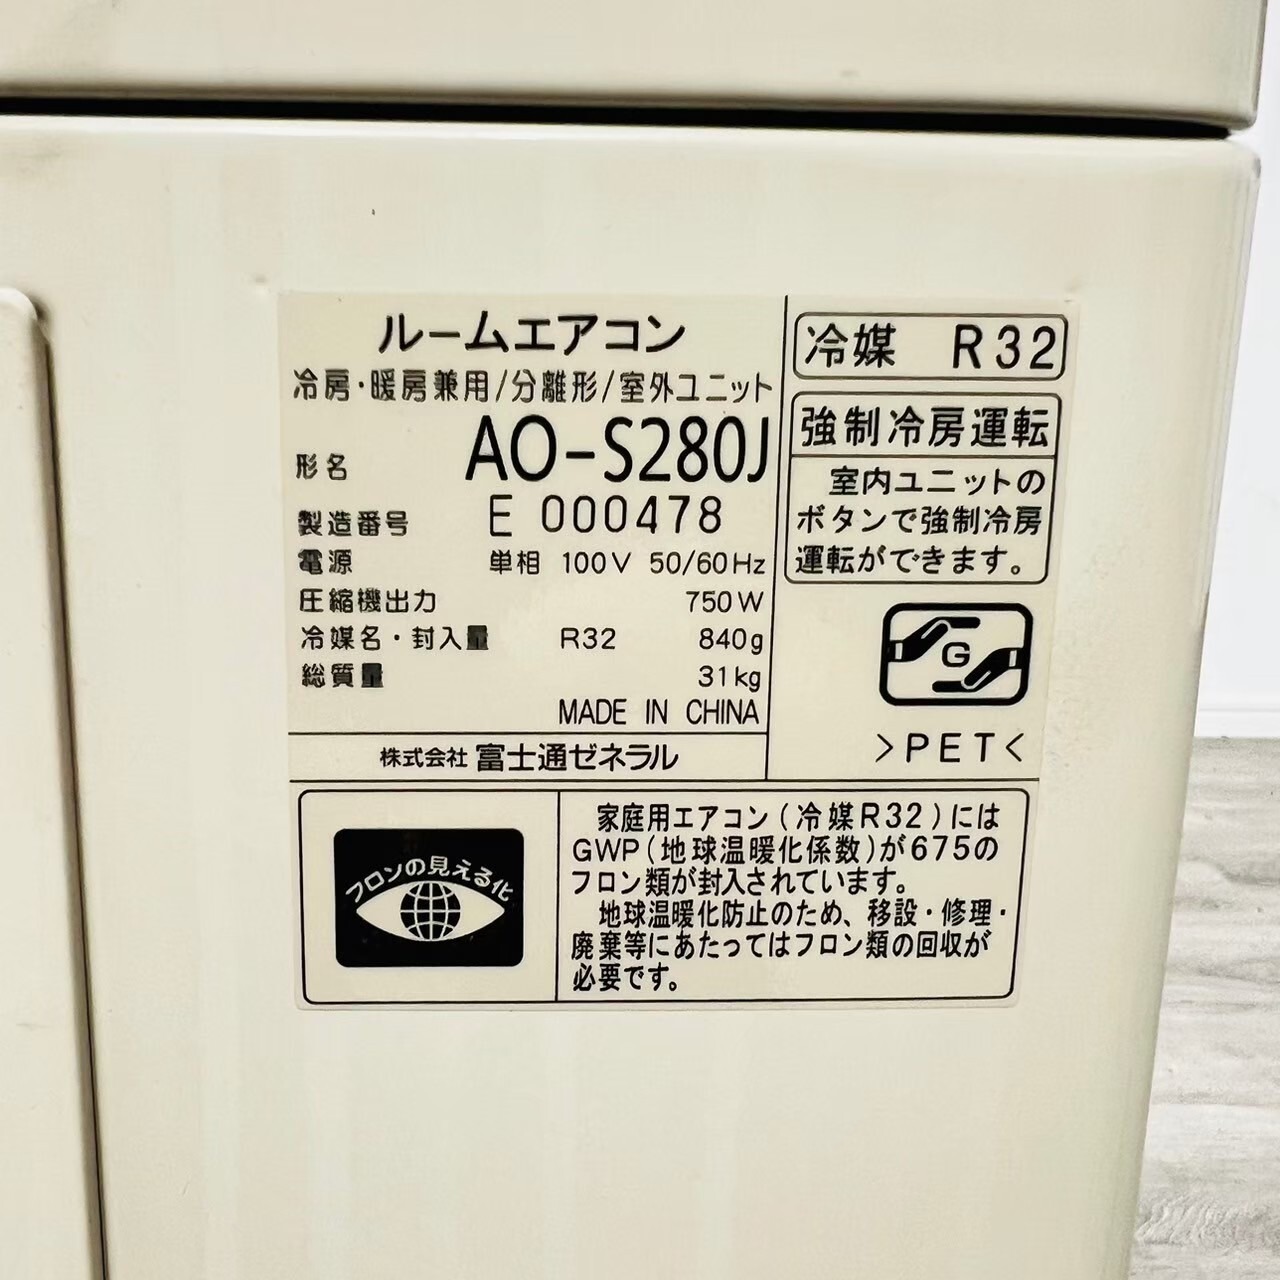 ルームエアコン
冷房・暖房兼用/分離形/室外ユニット
形名 AO-S280J
製造番号 E 000478
電源 単相 100V 50/60Hz
圧縮機出力 750W
冷媒名・封入量 R32 840g
総質量 31kg
MADE IN CHINA
株式会社 富士通ゼネラル
冷媒 R32
強制冷房運転
室内ユニットの
ボタンで強制冷房
運転ができます。
G
>PET<
フロンの見える化
家庭用エアコン(冷媒R32)には
GWP(地球温暖化係数)が675の
フロン類が封入されています。
地球温暖化防止のため、移設・修理・
廃棄等にあたってはフロン類の回収が
必要です。